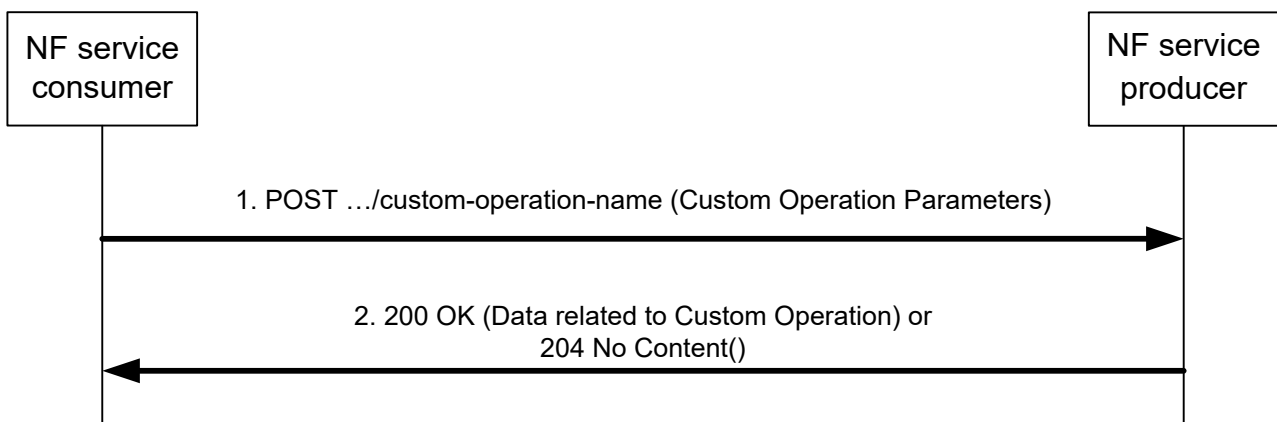 NF service
consumer
NF service
producer
1. POST …/custom-operation-name (Custom Operation Parameters)
2. 200 OK (Data related to Custom Operation) or
204 No Content()